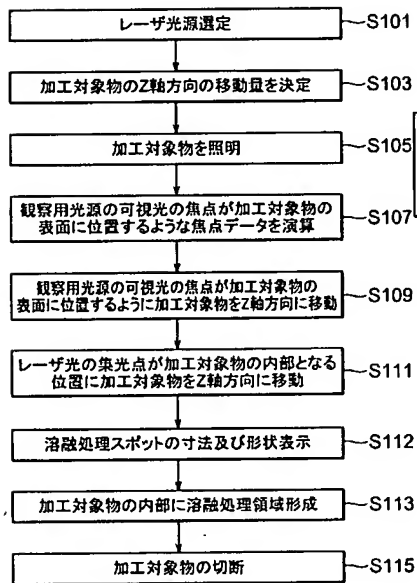 レーザ光源選定
S101
加工対象物のZ軸方向の移動量を決定
S103
加工対象物を照明
S105
観察用光源の可視光の焦点が加工対象物の
表面に位置するような焦点データを演算
S107
観察用光源の可視光の焦点が加工対象物の
表面に位置するように加工対象物をZ軸方向に移動
S109
レーザ光の集光点が加工対象物の内部となる
位置に加工対象物をZ軸方向に移動
S111
溶融処理スポットの寸法及び形状表示
S112
加工対象物の内部に溶融処理領域形成
S113
加工対象物の切断
S115